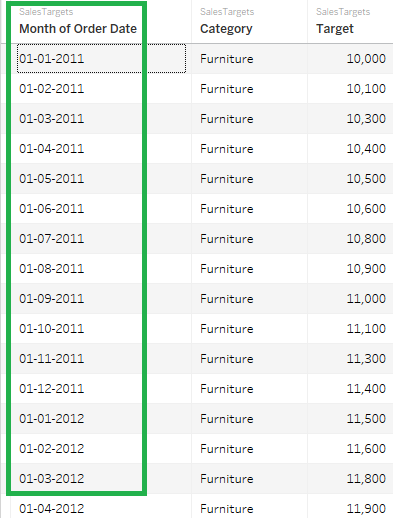 SalesTargets SalesTargets SalesTargets
Month of Order Date Category Target
01-01-2011 Furniture 10,000
01-02-2011 Furniture 10,100
01-03-2011 Furniture 10,300
01-04-2011 Furniture 10,400
01-05-2011 Furniture 10,500
01-06-2011 Furniture 10,600
01-07-2011 Furniture 10,800
01-08-2011 Furniture 10,900
01-09-2011 Furniture 11,000
01-10-2011 Furniture 11,100
01-11-2011 Furniture 11,300
01-12-2011 Furniture 11,400
01-01-2012 Furniture 11,500
01-02-2012 Furniture 11,600
01-03-2012 Furniture 11,800
01-04-2012 Furniture 11,900